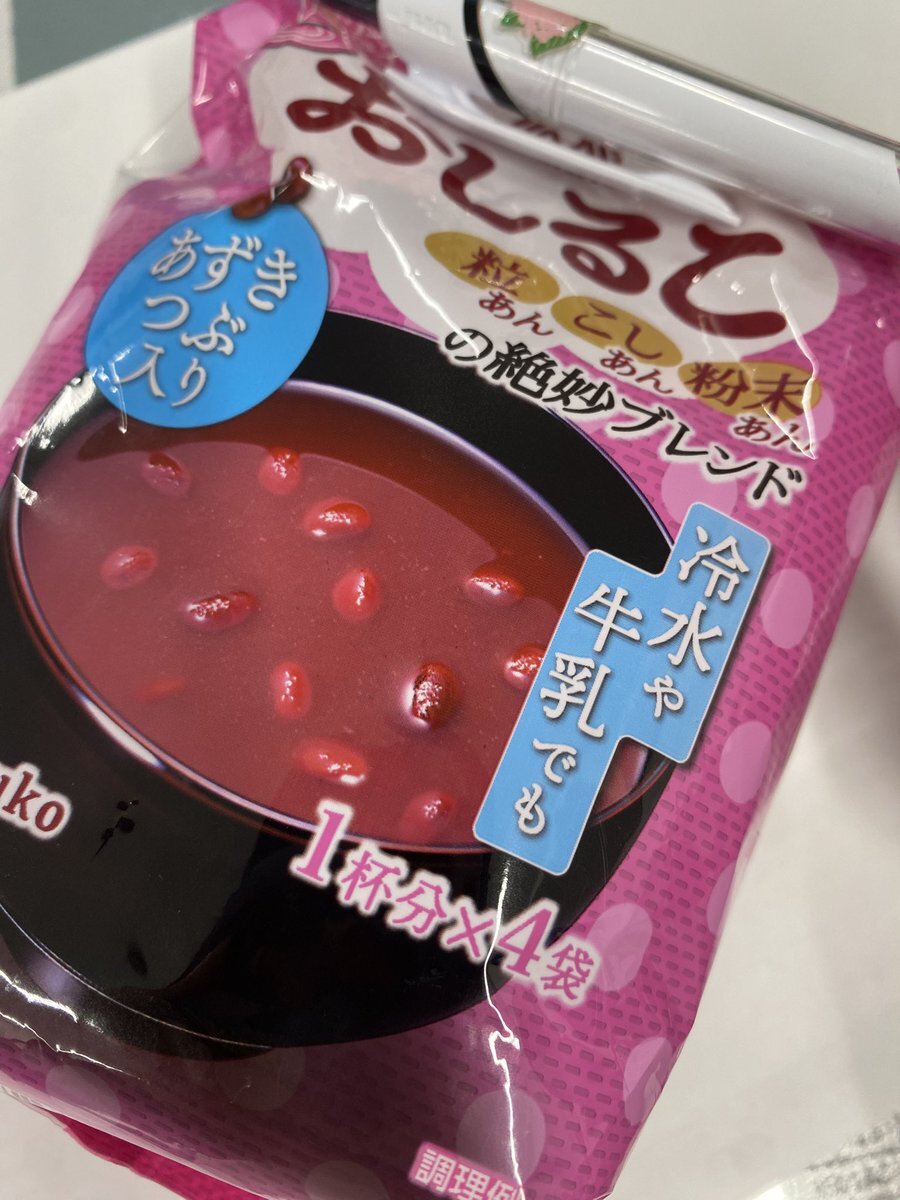 おしるこ
粒あん こしあん 粉末あん
の絶妙ブレンド
あずき
つぶ
入り
冷水や
牛乳でも
uko
1杯分×4袋
調理例